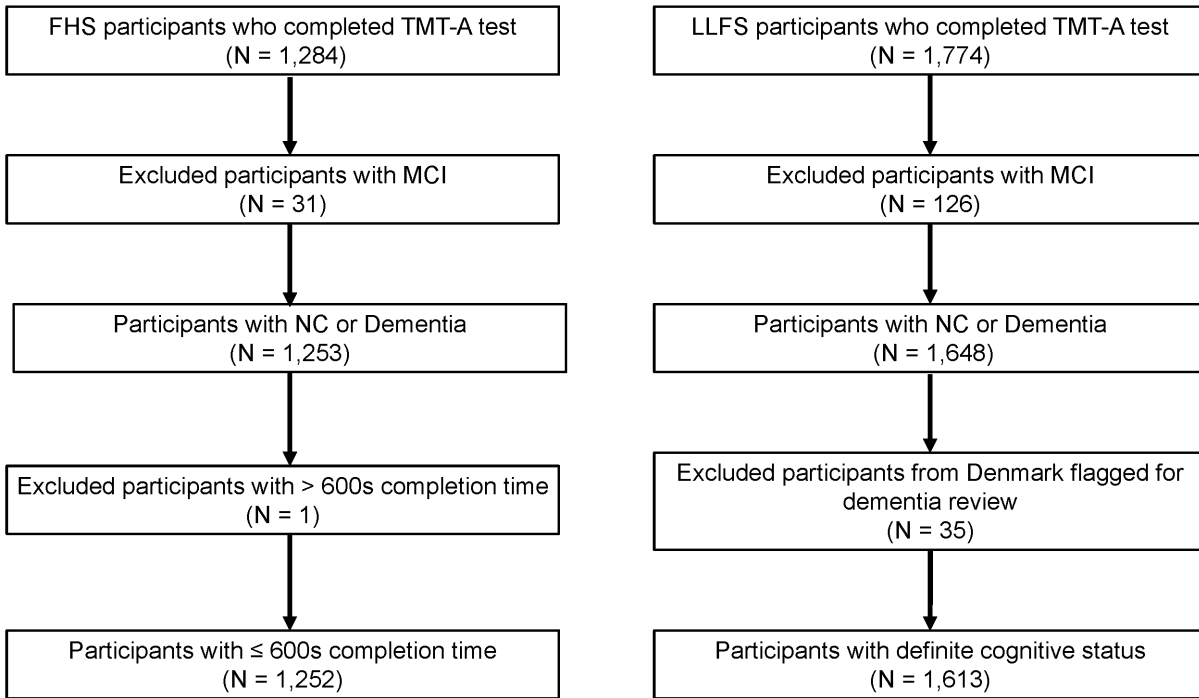 FHS participants who completed TMT-A test
(N = 1,284)
Excluded participants with MCI
(N = 31)
Participants with NC or Dementia
(N = 1,253)
Excluded participants with > 600s completion time
(N = 1)
Participants with ≤ 600s completion time
(N = 1,252)
LLFS participants who completed TMT-A test
(N = 1,774)
Excluded participants with MCI
(N = 126)
Participants with NC or Dementia
(N = 1,648)
Excluded participants from Denmark flagged for
dementia review
(N = 35)
Participants with definite cognitive status
(N = 1,613)